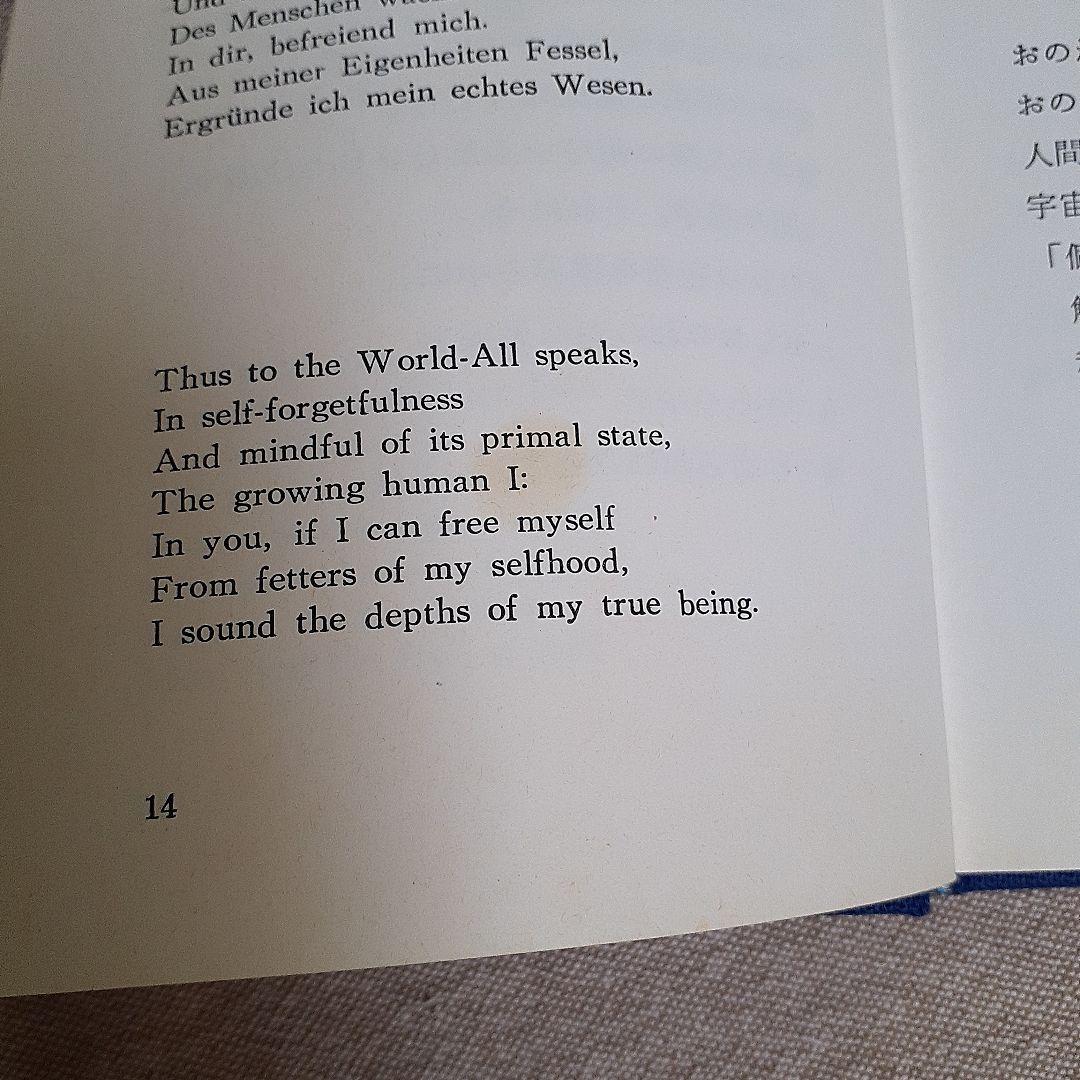 Und
Des Menschen
In dir, befreiend mich.
Aus meiner Eigenheiten Fessel,
Ergründe ich mein echtes Wesen.
Thus to the World-All speaks,
In self-forgetfulness
And mindful of its primal state,
The growing human I:
In you, if I can free myself
From fetters of my selfhood,
I sound the depths of my true being.
14
おの
おの
人間
宇宙
「